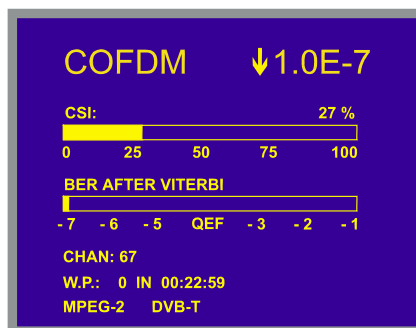 COFDM ↓1.0E-7
CSI: 27 %
0 25 50 75 100
BER AFTER VITERBI
- 7 - 6 - 5 QEF - 3 - 2 - 1
CHAN: 67
W.P.: 0 IN 00:22:59
MPEG-2 DVB-T